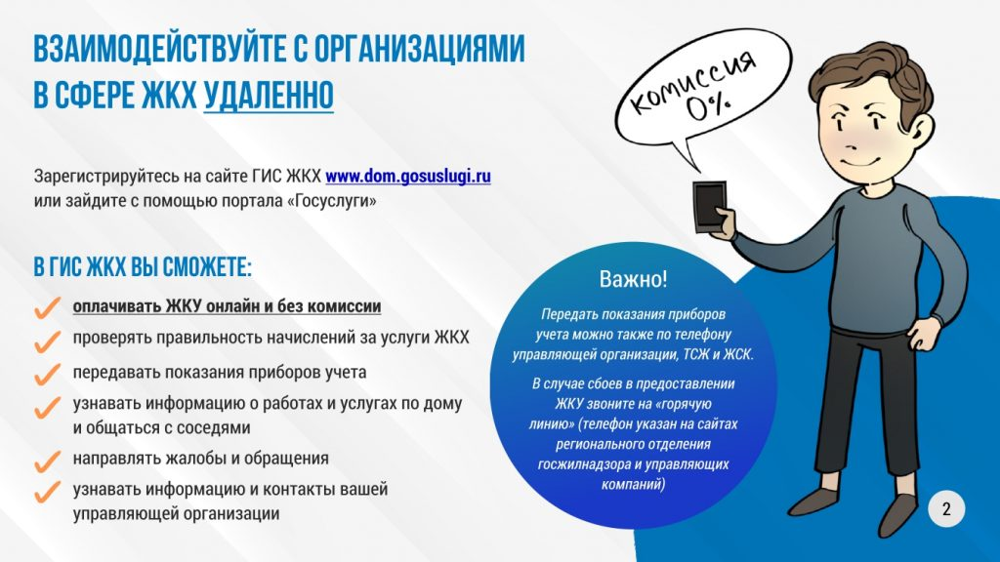 ВЗАИМОДЕЙСТВУЙТЕ С ОРГАНИЗАЦИЯМИ
В СФЕРЕ ЖКХ УДАЛЕННО
Зарегистрируйтесь на сайте ГИС ЖКХ www.dom.gosuslugi.ru
или зайдите с помощью портала «Госуслуги»
В ГИС ЖКХ ВЫ СМОЖЕТЕ:
оплачивать ЖКУ онлайн и без комиссии
проверять правильность начислений за услуги ЖКХ
передавать показания приборов учета
узнавать информацию о работах и услугах по дому
и общаться с соседями
направлять жалобы и обращения
узнавать информацию и контакты вашей
управляющей организации
КОМИССИЯ
0%
Важно!
Передать показания приборов
учета можно также по телефону
управляющей организации, ТСЖ и ЖСК.
В случае сбоев в предоставлении
ЖКУ звоните на «горячую
линию» (телефон указан на сайтах
регионального отделения
госжилнадзора и управляющих
компаний)
2